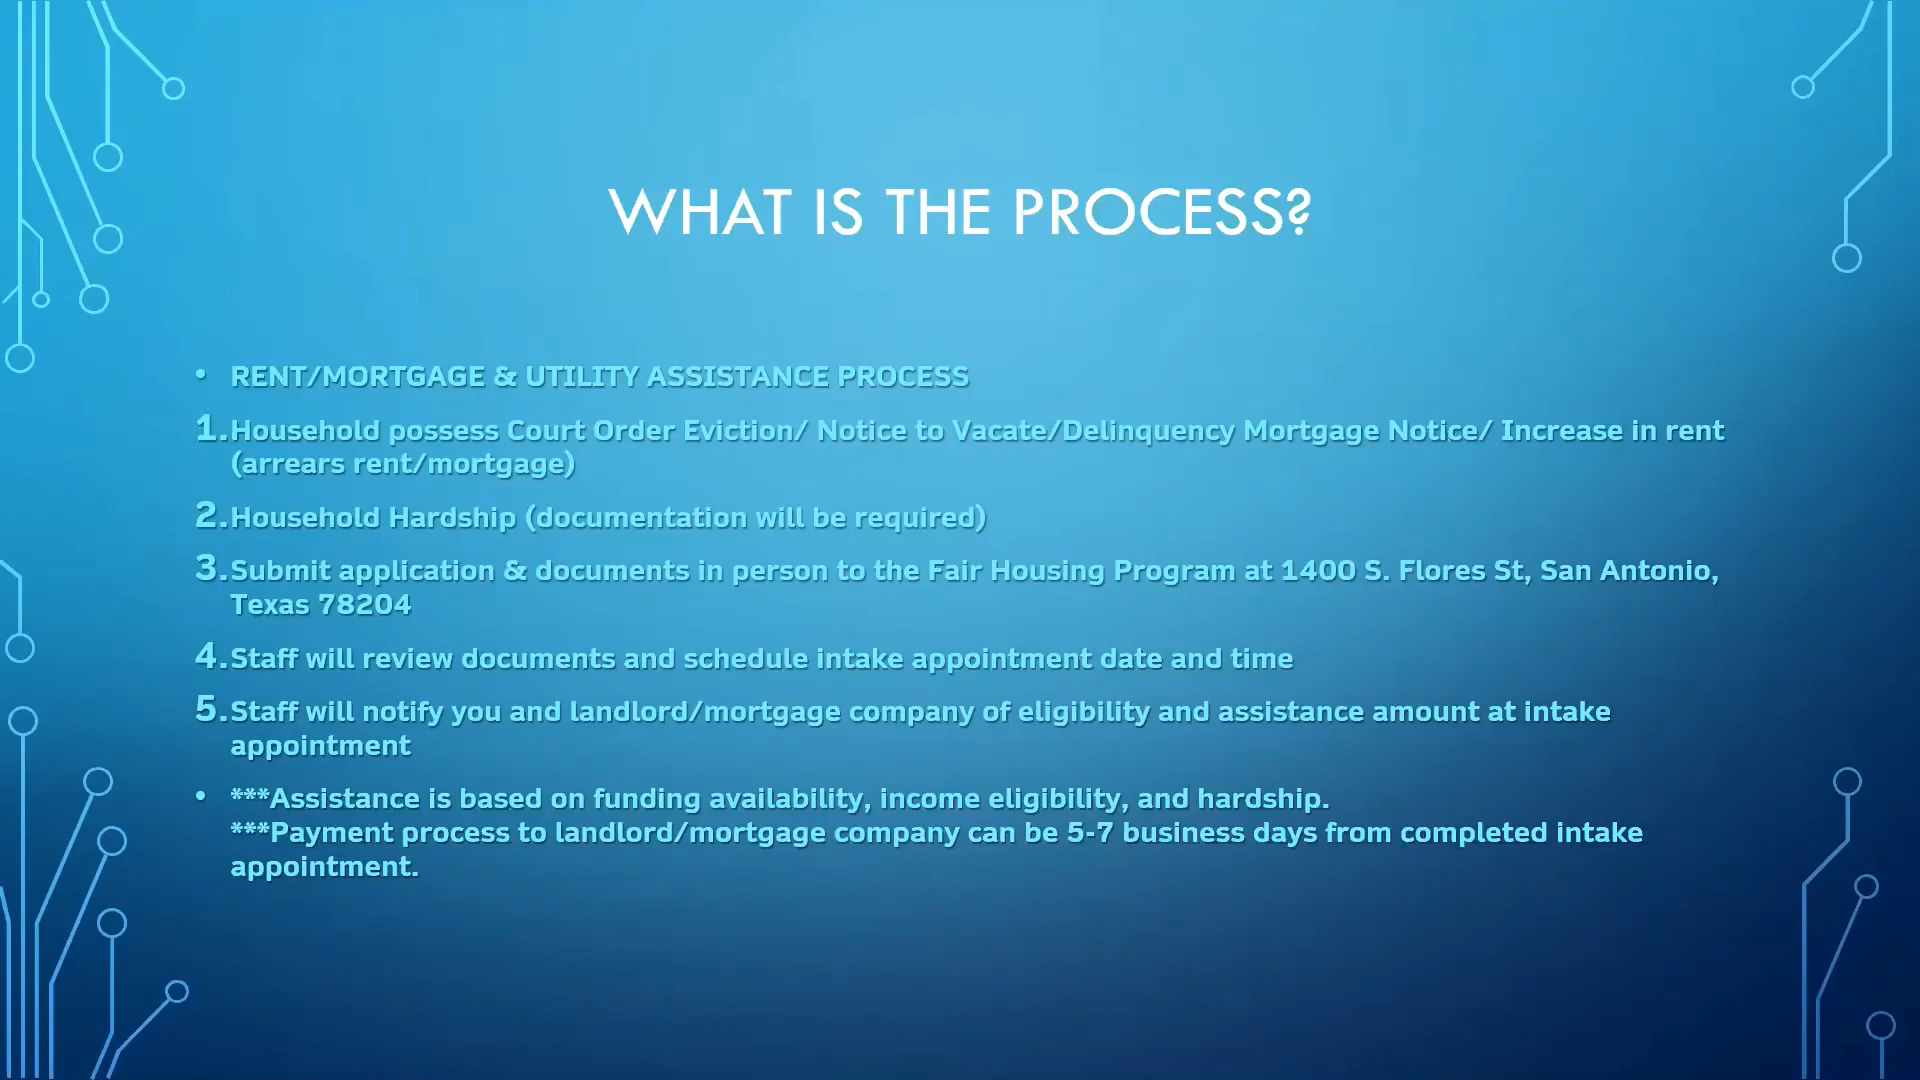 WHAT IS THE PROCESS?
• RENT/MORTGAGE & UTILITY ASSISTANCE PROCESS
1. Household possess Court Order Eviction/ Notice to Vacate/Delinquency Mortgage Notice/ Increase in rent
(arrears rent/mortgage)
2. Household Hardship (documentation will be required)
3. Submit application & documents in person to the Fair Housing Program at 1400 S. Flores St, San Antonio,
Texas 78204
4. Staff will review documents and schedule intake appointment date and time
5. Staff will notify you and landlord/mortgage company of eligibility and assistance amount at intake
appointment
• ***Assistance is based on funding availability, income eligibility, and hardship.
***Payment process to landlord/mortgage company can be 5-7 business days from completed intake
appointment.